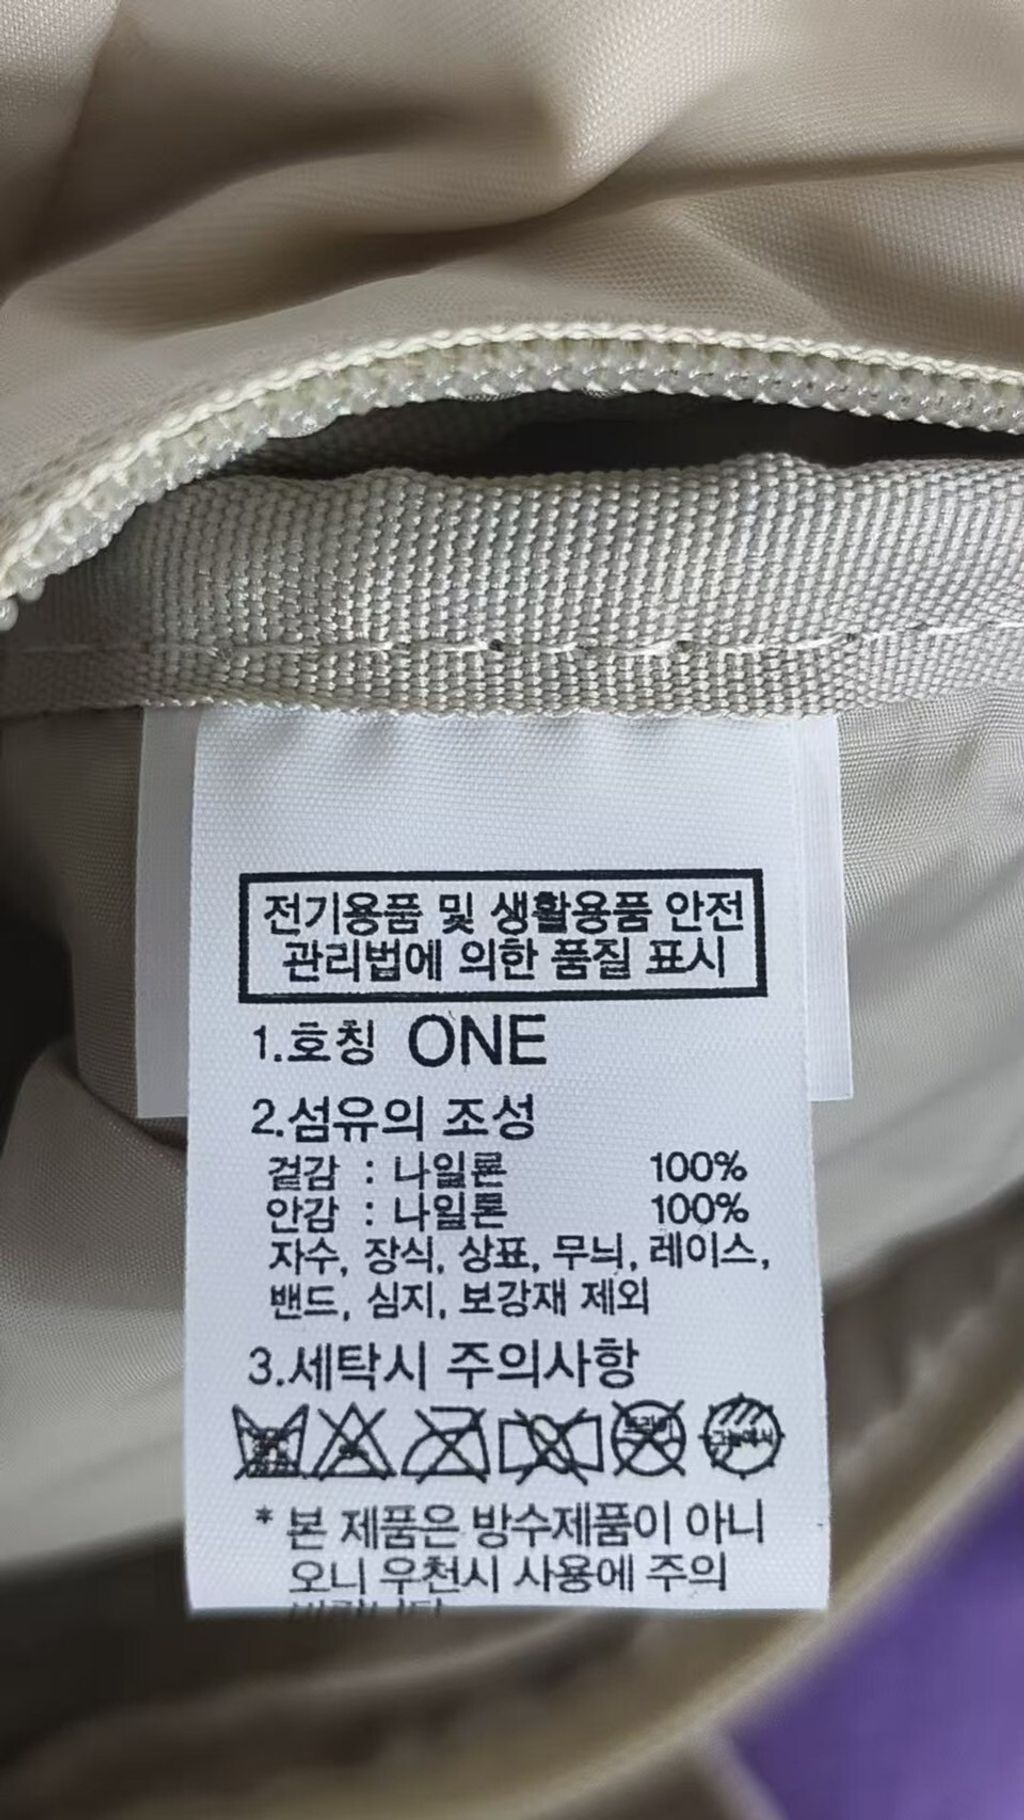 전기용품 및 생활용품 안전
관리법에 의한 품질 표시
1.호칭 ONE
2.섬유의 조성
겉감 : 나일론 100%
안감 : 나일론 100%
자수, 장식, 상표, 무늬, 레이스,
밴드, 심지, 보강재 제외
3.세탁시 주의사항
* 본 제품은 방수제품이 아니
오니 우천시 사용에 주의